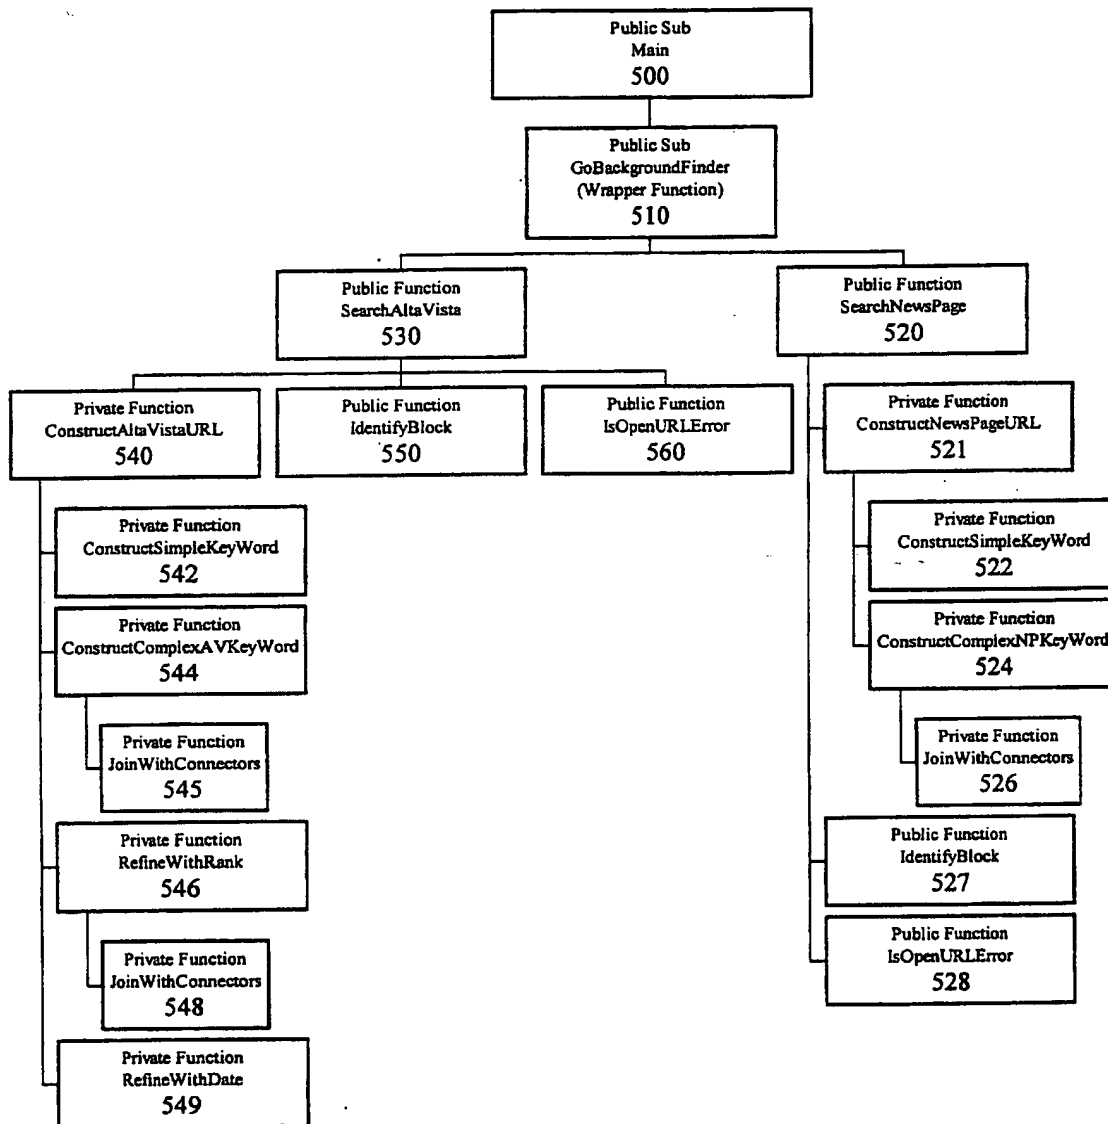 Public Sub
Main
500
Public Sub
GoBackgroundFinder
(Wrapper Function)
510
Public Function
SearchAltaVista
530
Public Function
SearchNewsPage
520
Private Function
ConstructAltaVistaURL
540
Public Function
IdentifyBlock
550
Public Function
IsOpenURLError
560
Private Function
ConstructNewsPageURL
521
Private Function
ConstructSimpleKeyWord
542
Private Function
ConstructSimpleKeyWord
522
Private Function
ConstructComplexAVKeyWord
544
Private Function
ConstructComplexNPKeyWord
524
Private Function
JoinWithConnectors
545
Private Function
JoinWithConnectors
526
Private Function
RefineWithRank
546
Public Function
IdentifyBlock
527
Private Function
JoinWithConnectors
548
Public Function
IsOpenURLError
528
Private Function
RefineWithDate
549